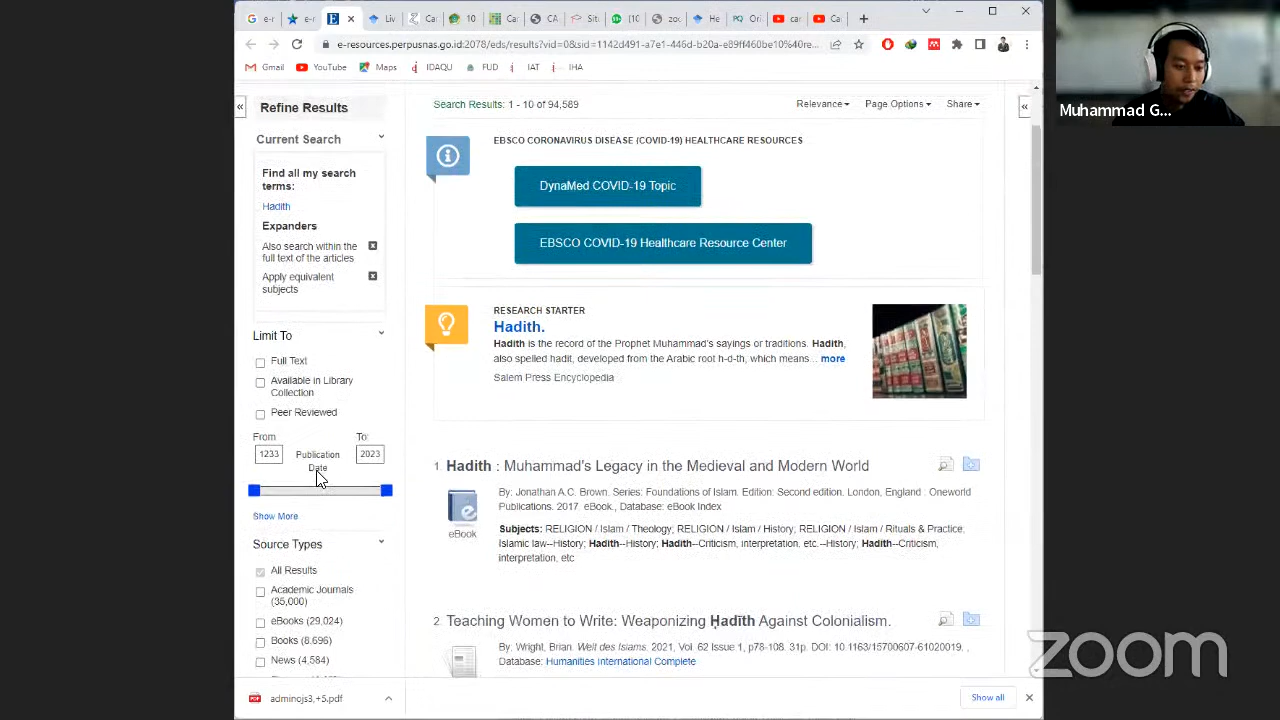 e-r
e-r
Liv
Ca
10
Ca
CA
Sit
(10
zoo
He
Or
car
Ca
e-resources.perpusnas.go.id:2078/eds/results?vid=0&sid=1142d491-a7e1-446d-b20a-e89ff460be10%40re...
Gmail
YouTube
Maps
IDAQU
FUD
IAT
IHA
Muhammad G...
Refine Results
Current Search
Find all my search
terms:
Hadith
Expanders
Also search within the
full text of the articles
Apply equivalent
subjects
Limit To
Full Text
Available in Library
Collection
Peer Reviewed
From
To:
1233
Publication
Date
2023
Show More
Source Types
All Results
Academic Journals
(35,000)
eBooks (29,024)
Books (8,696)
News (4,584)
Search Results: 1 - 10 of 94,589
Relevance
Page Options
Share
EBSCO CORONAVIRUS DISEASE (COVID-19) HEALTHCARE RESOURCES
DynaMed COVID-19 Topic
EBSCO COVID-19 Healthcare Resource Center
RESEARCH STARTER
Hadith.
Hadith is the record of the Prophet Muhammad's sayings or traditions. Hadith,
also spelled hadit, developed from the Arabic root h-d-th, which means... more
Salem Press Encyclopedia
1. Hadith : Muhammad's Legacy in the Medieval and Modern World
By: Jonathan A.C. Brown. Series: Foundations of Islam. Edition: Second edition. London, England : Oneworld
Publications. 2017. eBook., Database: eBook Index
Subjects: RELIGION / Islam / Theology; RELIGION / Islam / History; RELIGION / Islam / Rituals & Practice;
Islamic law--History; Hadith--History; Hadith--Criticism, interpretation, etc.--History; Hadith--Criticism,
interpretation, etc
eBook
2. Teaching Women to Write: Weaponizing Ḥadīth Against Colonialism.
By: Wright, Brian. Welt des Islams. 2021, Vol. 62 Issue 1, p78-108. 31p. DOI: 10.1163/15700607-61020019. ,
Database: Humanities International Complete
adminojs3,+5.pdf
Show all
zoom